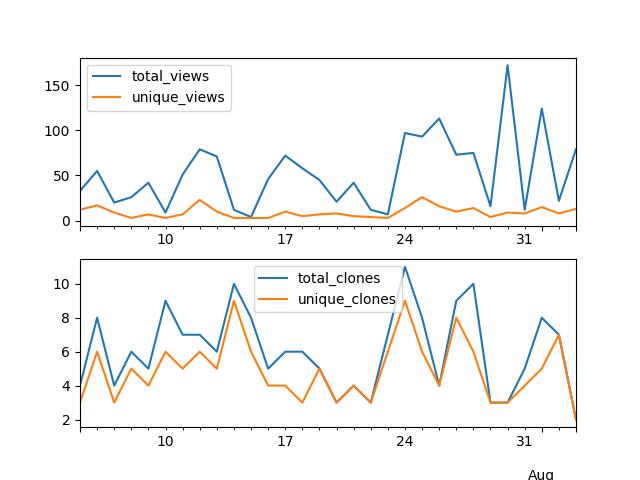 total_views
unique_views
150
100
50
0
10 17 24 31
total_clones
unique_clones
10
8
6
4
2
10 17 24 31
Aug